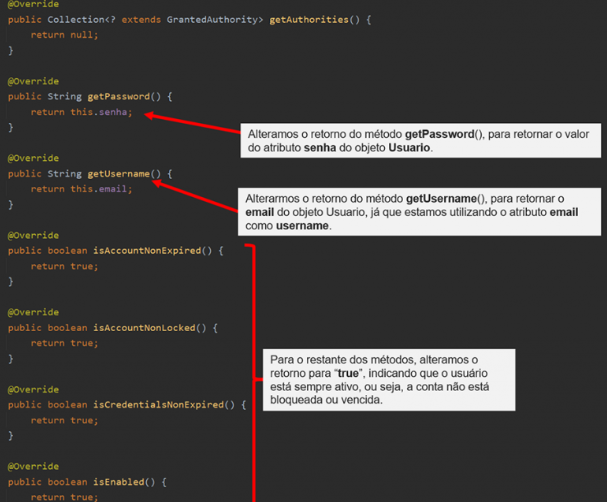 @Override
public Collection<? extends GrantedAuthority> getAuthorities() {
return null;
}
@Override
public String getPassword() {
return this.senha;
}
Alteramos o retorno do método getPassword(), para retornar o valor
do atributo senha do objeto Usuario.
@Override
public String getUsername() {
return this.email;
}
Alterarmos o retorno do método getUsername(), para retornar o
email do objeto Usuario, já que estamos utilizando o atributo email
como username.
@Override
public boolean isAccountNonExpired() {
return true;
}
@Override
public boolean isAccountNonLocked() {
return true;
}
Para o restante dos métodos, alteramos o
retorno para “true”, indicando que o usuário
está sempre ativo, ou seja, a conta não está
bloqueada ou vencida.
@Override
public boolean isCredentialsNonExpired() {
return true;
}
@Override
public boolean isEnabled() {
return true;